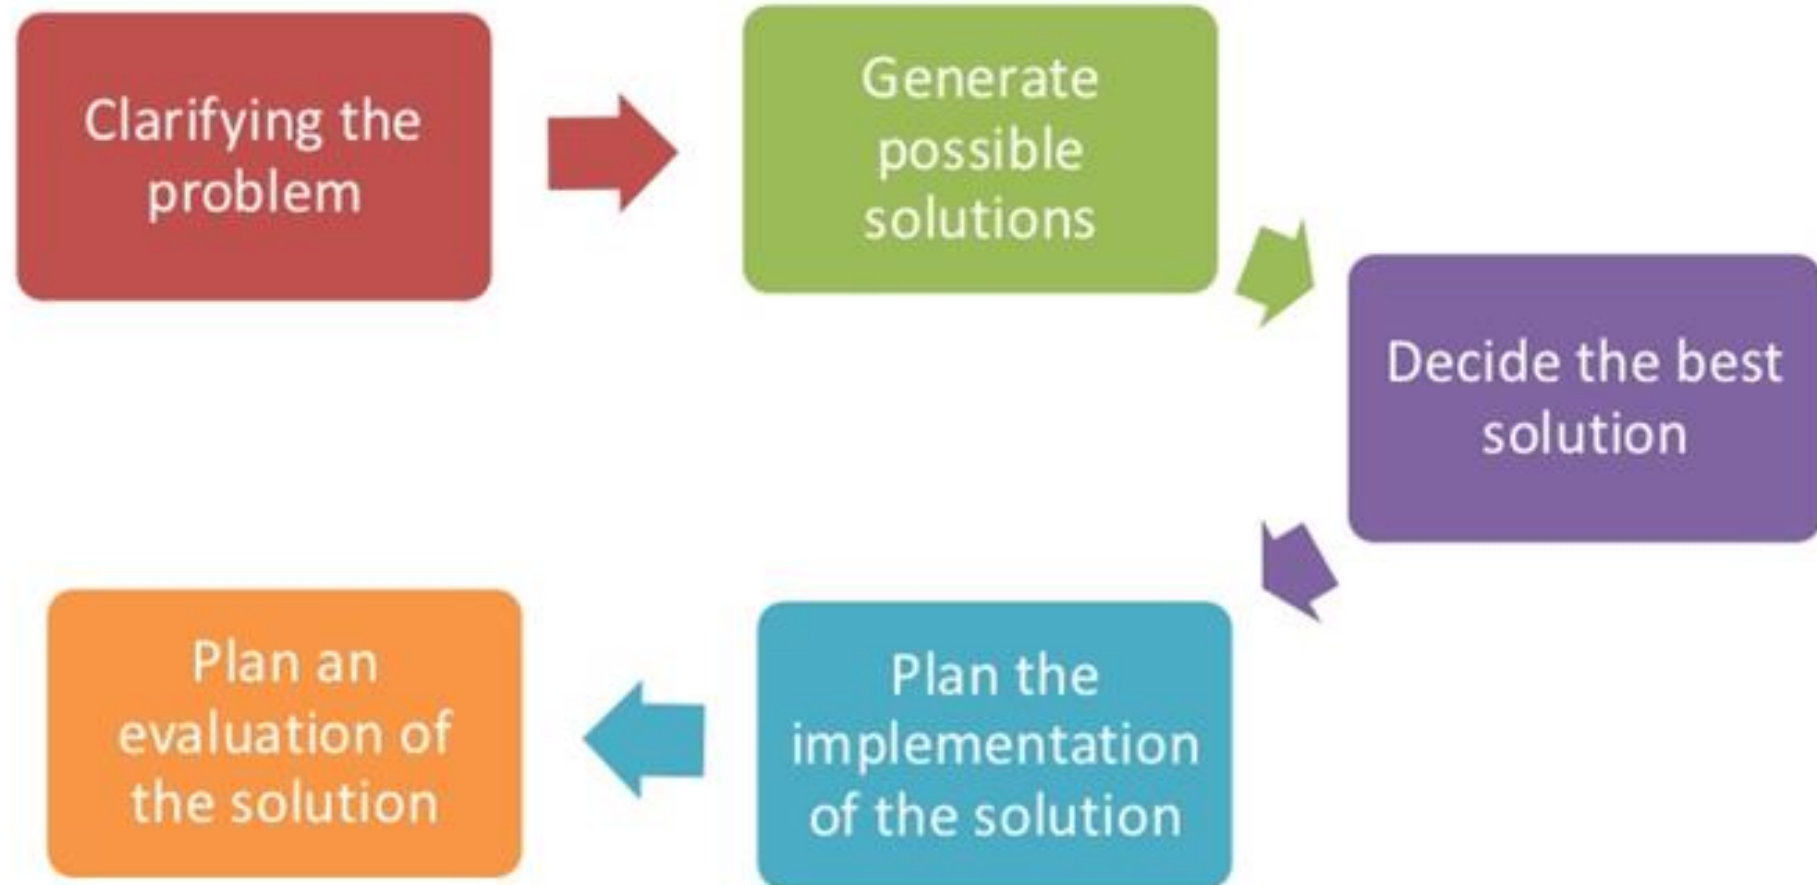 Clarifying the
problem
Generate
possible
solutions
Decide the best
solution
Plan the
implementation
of the solution
Plan an
evaluation of
the solution